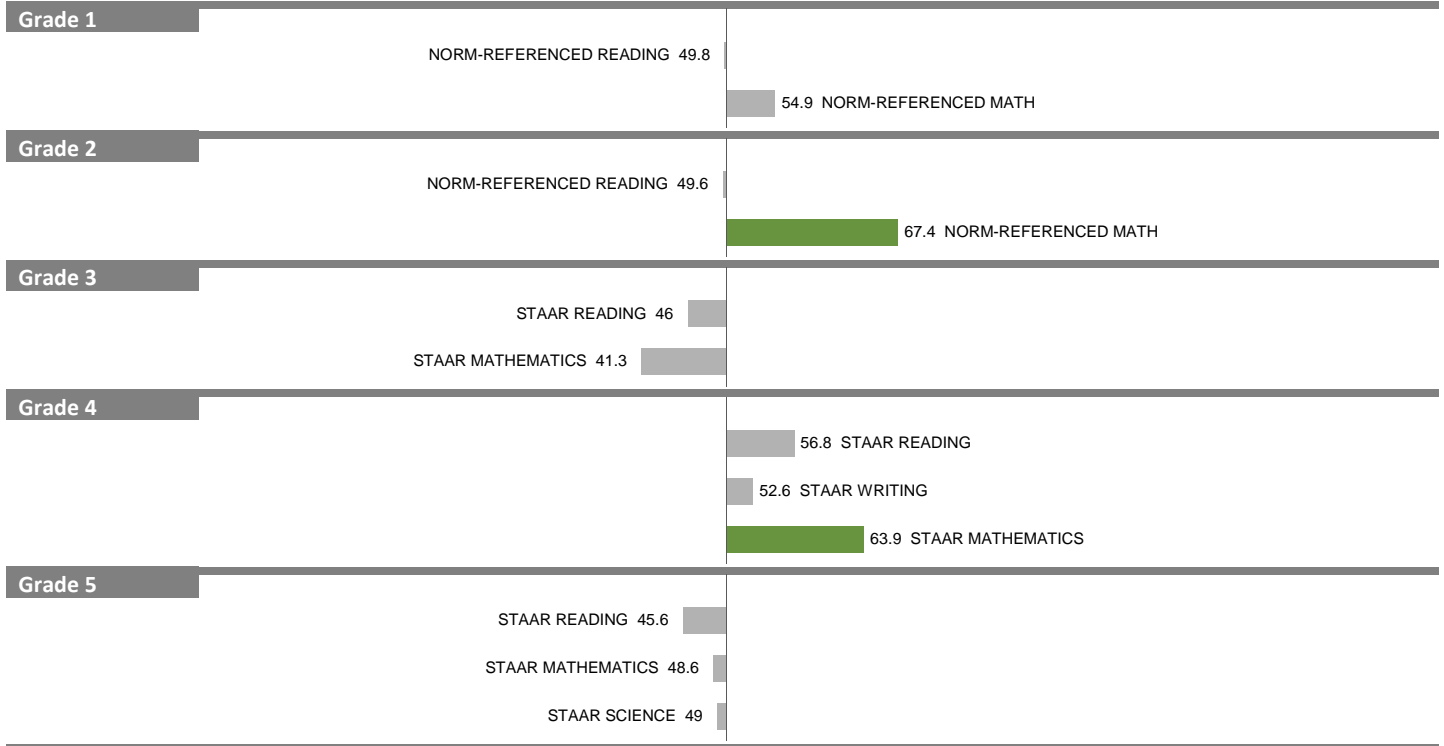 Grade 1
NORM-REFERENCED READING 49.8
54.9 NORM-REFERENCED MATH
Grade 2
NORM-REFERENCED READING 49.6
67.4 NORM-REFERENCED MATH
Grade 3
STAAR READING 46
STAAR MATHEMATICS 41.3
Grade 4
56.8 STAAR READING
52.6 STAAR WRITING
63.9 STAAR MATHEMATICS
Grade 5
STAAR READING 45.6
STAAR MATHEMATICS 48.6
STAAR SCIENCE 49